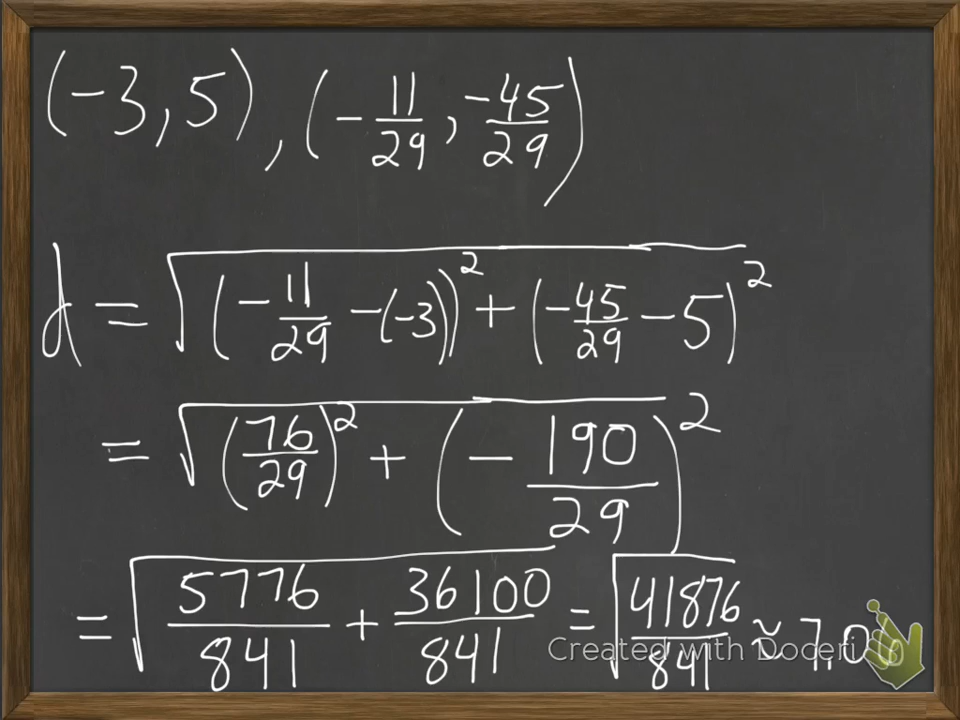 (-3, 5), (-11/29, -45/29)
d = √((-11/29 -(-3))² + (-45/29 - 5)²
= √(76/29)² + (-190/29)²
= √5776/841 + 36100/841 = √41876/841 ≈ 7.0
Created with Doceri